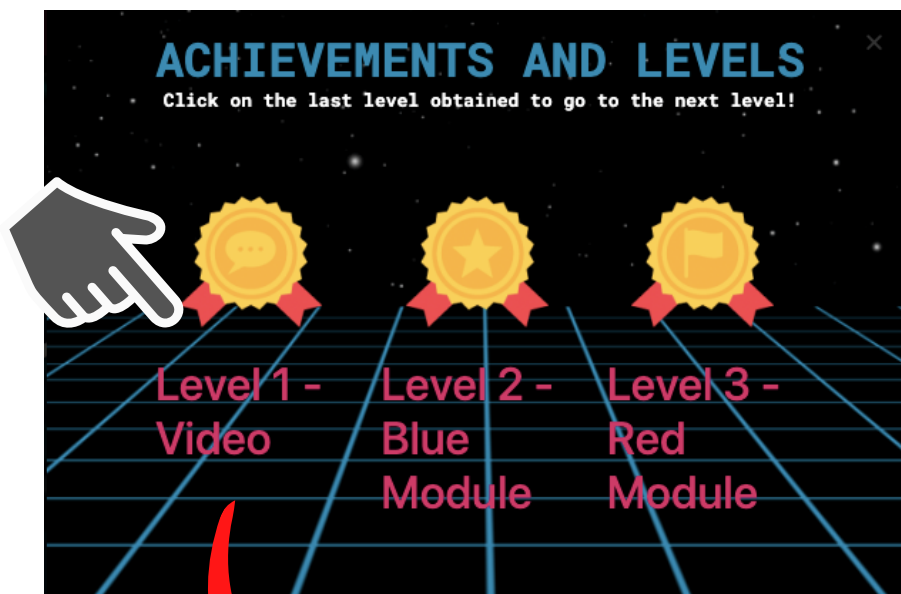 ACHIEVEMENTS AND LEVELS
Click on the last level obtained to go to the next level!
Level 1 -
Video
Level 2 -
Blue
Module
Level 3 -
Red
Module